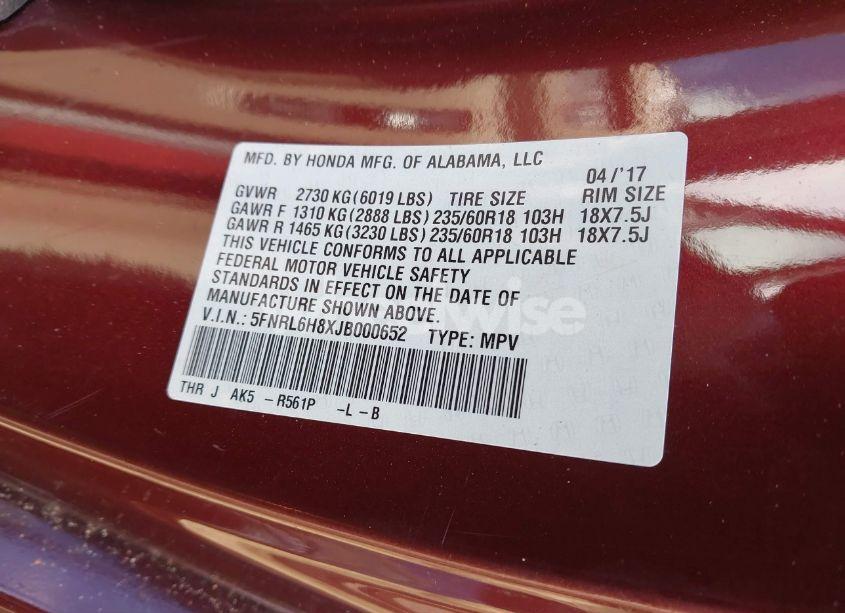 MFD. BY HONDA MFG. OF ALABAMA, LLC
04/'17
GVWR 2730 KG(6019 LBS) TIRE SIZE RIM SIZE
GAWR F 1310 KG(2888 LBS) 235/60R18 103H 18X7.5J
GAWR R 1465 KG(3230 LBS) 235/60R18 103H 18X7.5J
THIS VEHICLE CONFORMS TO ALL APPLICABLE
FEDERAL MOTOR VEHICLE SAFETY
STANDARDS IN EFFECT ON THE DATE OF
MANUFACTURE SHOWN ABOVE.
V.I.N.: 5FNRL6H8XJB000652 TYPE: MPV
THR J AK5 -R561P -L-B